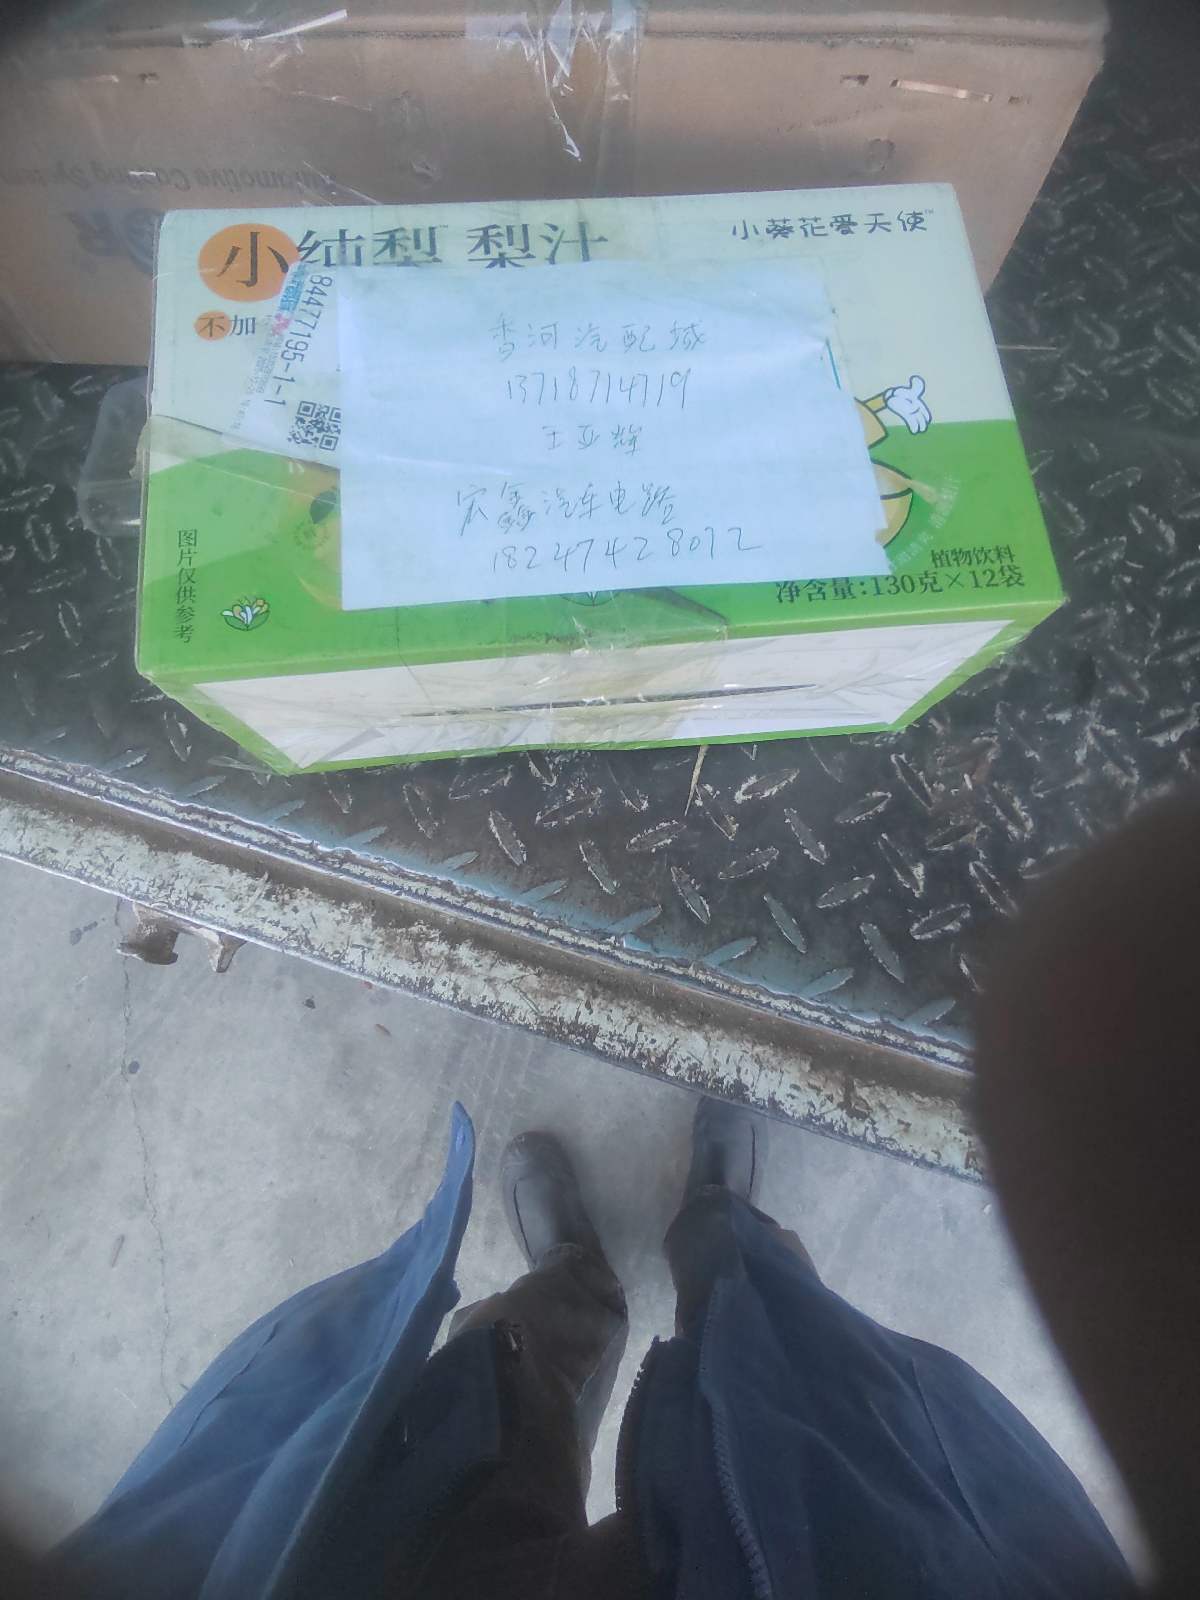 小纯梨 梨汁
小葵花爱天使
不加
84477195-1-1
香河汽配城
13718714719
王亚辉
宏鑫汽车电路
18247428012
图片仅供参考
植物饮料
净含量:130克×12袋